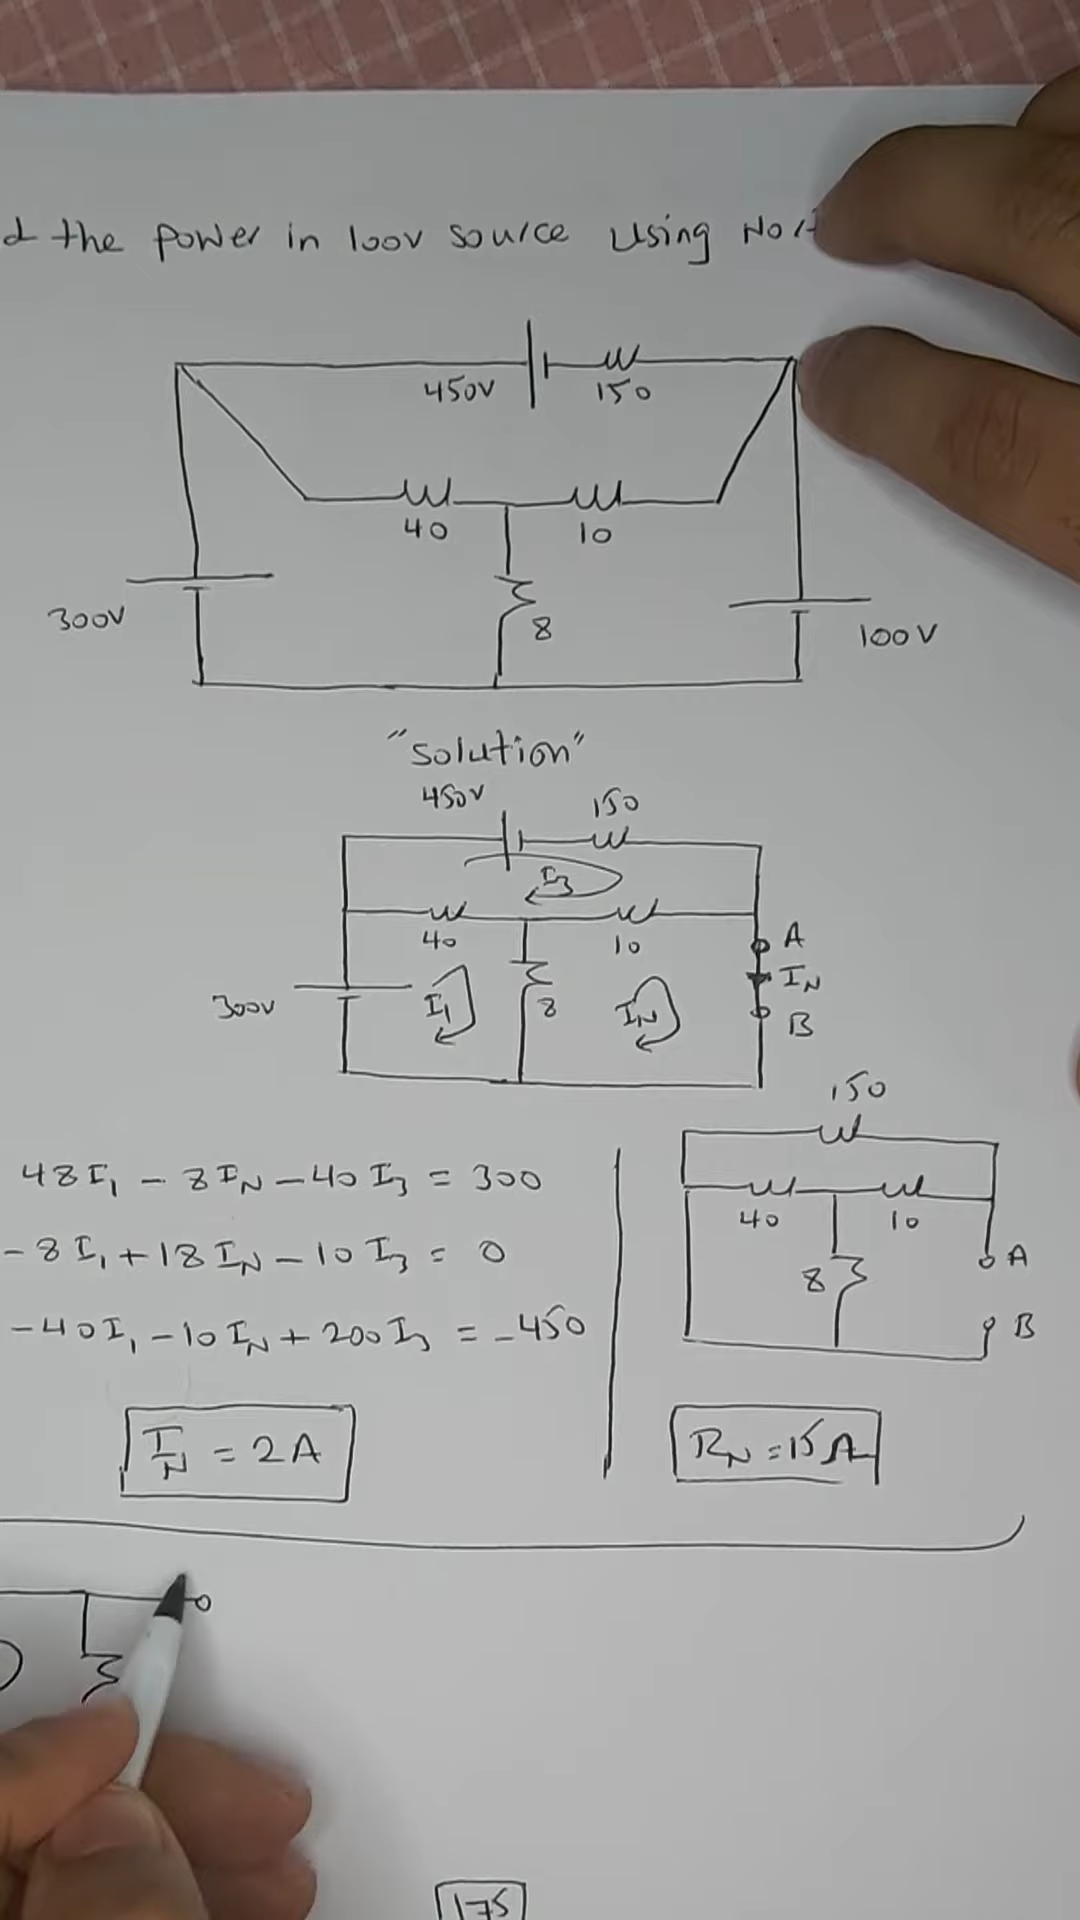 d the power in 100V source using Nor
450V
150
40
10
300V
8
100V
"solution"
450V
150
I3
40
10
A
IN
B
300V
I1
8
IN
150
48I1 - 8IN - 40I3 = 300
40
10
-8I1 + 18IN - 10I3 = 0
8
A
-40I1 - 10IN + 200I3 = -450
B
IN = 2A
RN = 15Ω
175